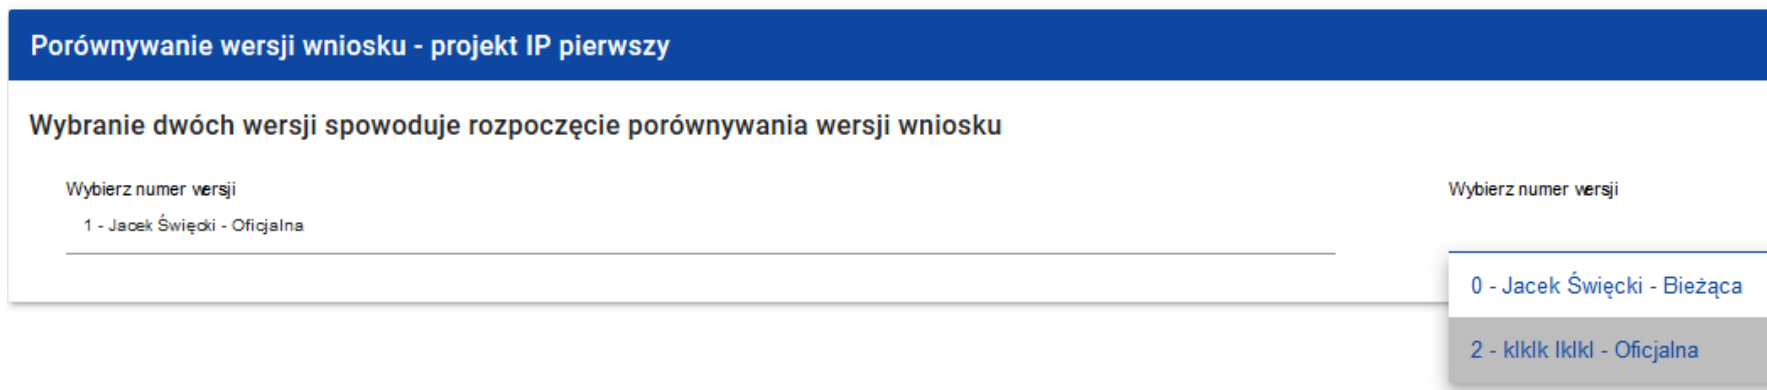 Porównywanie wersji wniosku - projekt IP pierwszy
Wybranie dwóch wersji spowoduje rozpoczęcie porównywania wersji wniosku
Wybierz numer wersji
1 - Jacek Święcki - Oficjalna
Wybierz numer wersji
0 - Jacek Święcki - Bieżąca
2 - klklk lklkl - Oficjalna